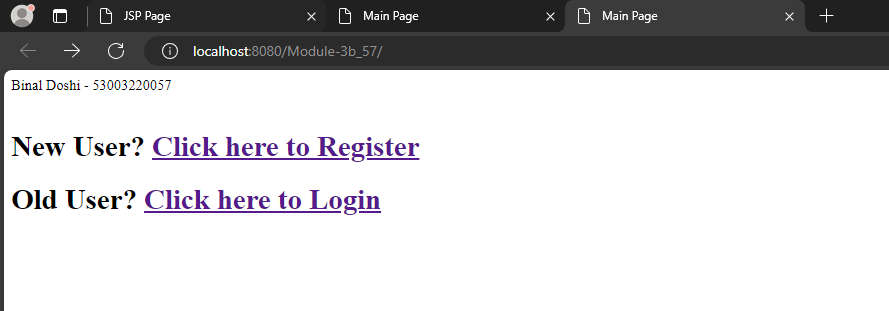 JSP Page
Main Page
Main Page
localhost:8080/Module-3b_57/
Binal Doshi - 53003220057
New User? Click here to Register
Old User? Click here to Login